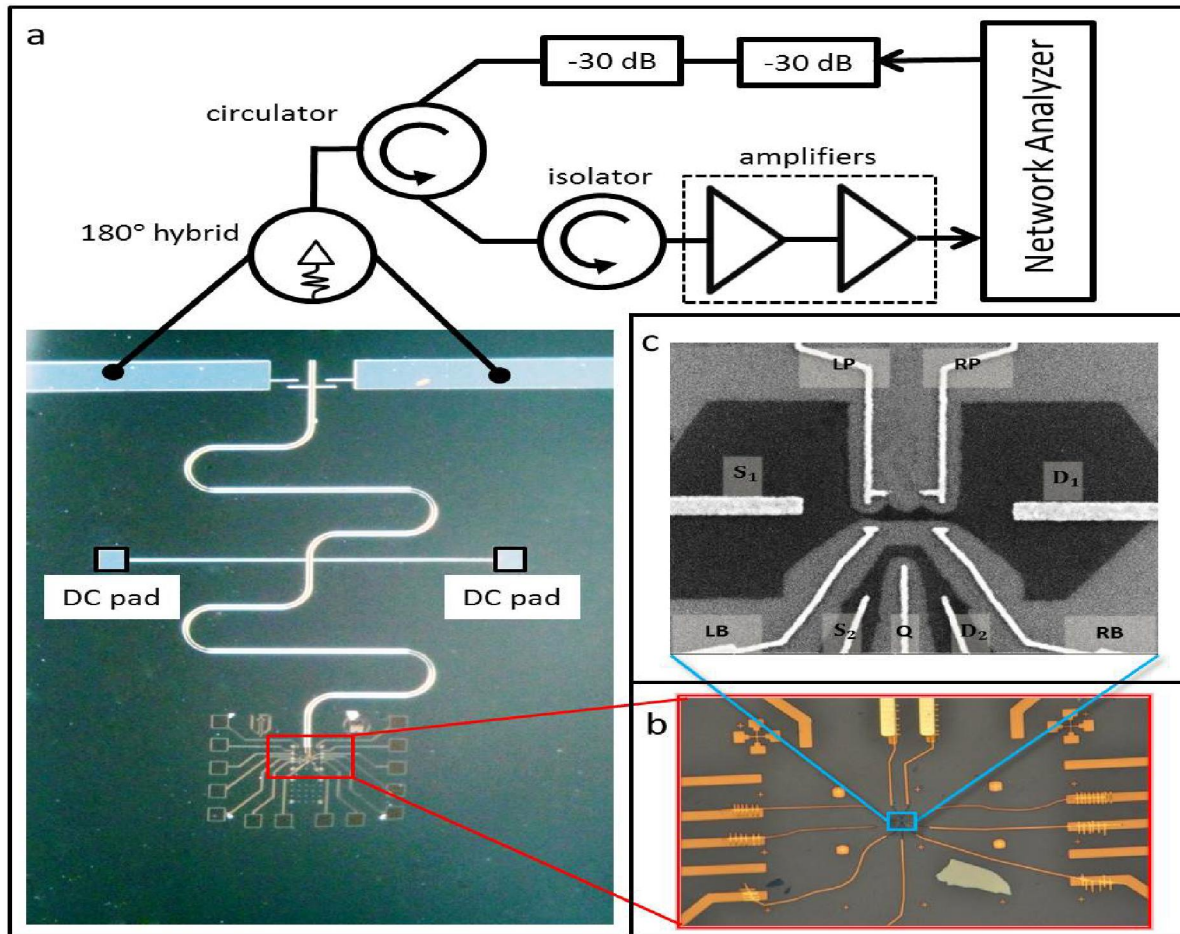 a
-30 dB
-30 dB
Network Analyzer
circulator
isolator
amplifiers
180° hybrid
DC pad
DC pad
c
LP
RP
S₁
D₁
LB
S₂
Q
D₂
RB
b